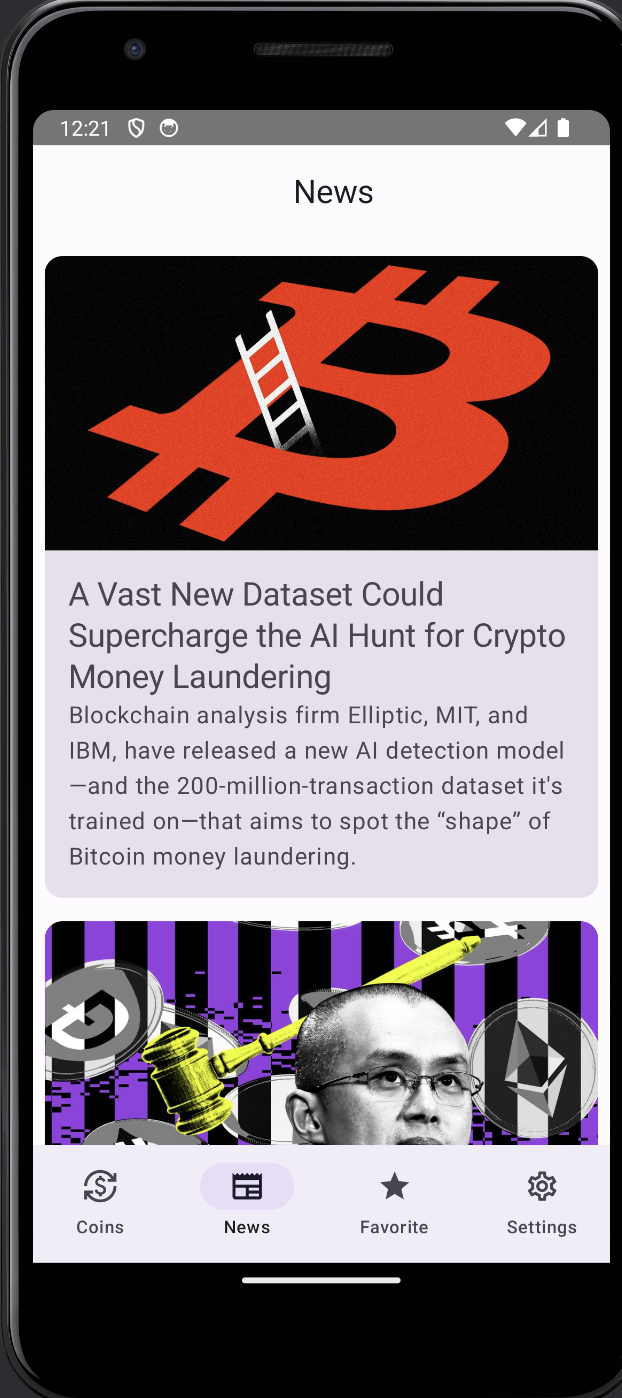 12:21
News
A Vast New Dataset Could
Supercharge the AI Hunt for Crypto
Money Laundering
Blockchain analysis firm Elliptic, MIT, and
IBM, have released a new AI detection model
—and the 200-million-transaction dataset it's
trained on—that aims to spot the “shape” of
Bitcoin money laundering.
Coins
News
Favorite
Settings